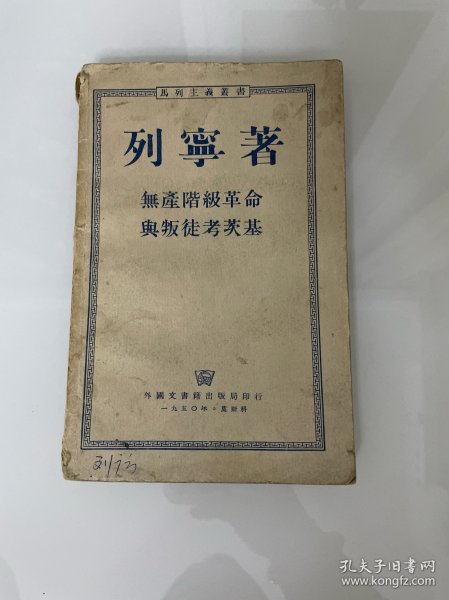 馬列主義叢書
列寧著
無產階級革命
與叛徒考茨基
外國文書籍出版局印行
一九五〇年·莫斯科
孔夫子旧书网
www.kongfz.com